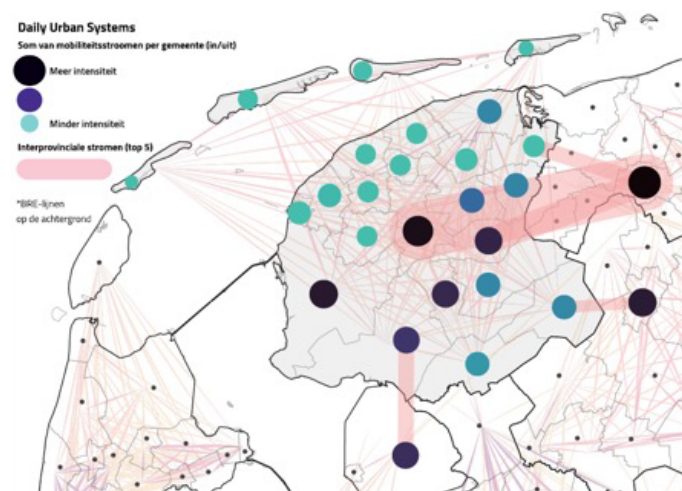 Daily Urban Systems
Som van mobiliteitsstroomen per gemeente (in/uit)
Meer intensiteit
Minder intensiteit
Interprovinciale stromen (top 5)
*BRE-lijnen
op de achtergrond